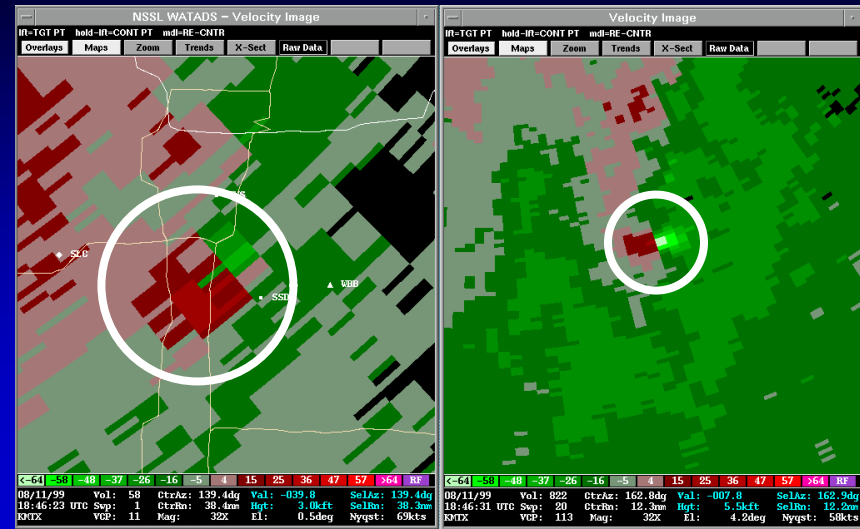 NSSL WATADS – Velocity Image
lft=TGT PT hold-lft=CONT PT mdl=RE-CNTR
Overlays Maps Zoom Trends X-Sect Raw Data
SLC
SSD
WBB
<-64 -58 -48 -37 -26 -16 -5 4 15 25 36 47 57 >64 RF
08/11/99 Vol: 58 CtrAz: 139.4dg Val: -039.8 SelAz: 139.4dg
18:46:23 UTC Swp: 1 CtrRn: 38.4nm Hgt: 3.0kft SelRn: 38.3nm
KMTX VCP: 11 Mag: 32X El: 0.5deg Nyqst: 69kts
Velocity Image
lft=TGT PT hold-lft=CONT PT mdl=RE-CNTR
Overlays Maps Zoom Trends X-Sect Raw Data
<-64 -58 -48 -37 -26 -16 -5 4 15 25 36 47 57 >64 RF
08/11/99 Vol: 822 CtrAz: 162.8dg Val: -007.8 SelAz: 162.9dg
18:46:31 UTC Swp: 20 CtrRn: 12.3nm Hgt: 5.5kft SelRn: 12.2nm
KMTX VCP: 113 Mag: 32X El: 4.2deg Nyqst: 58kts